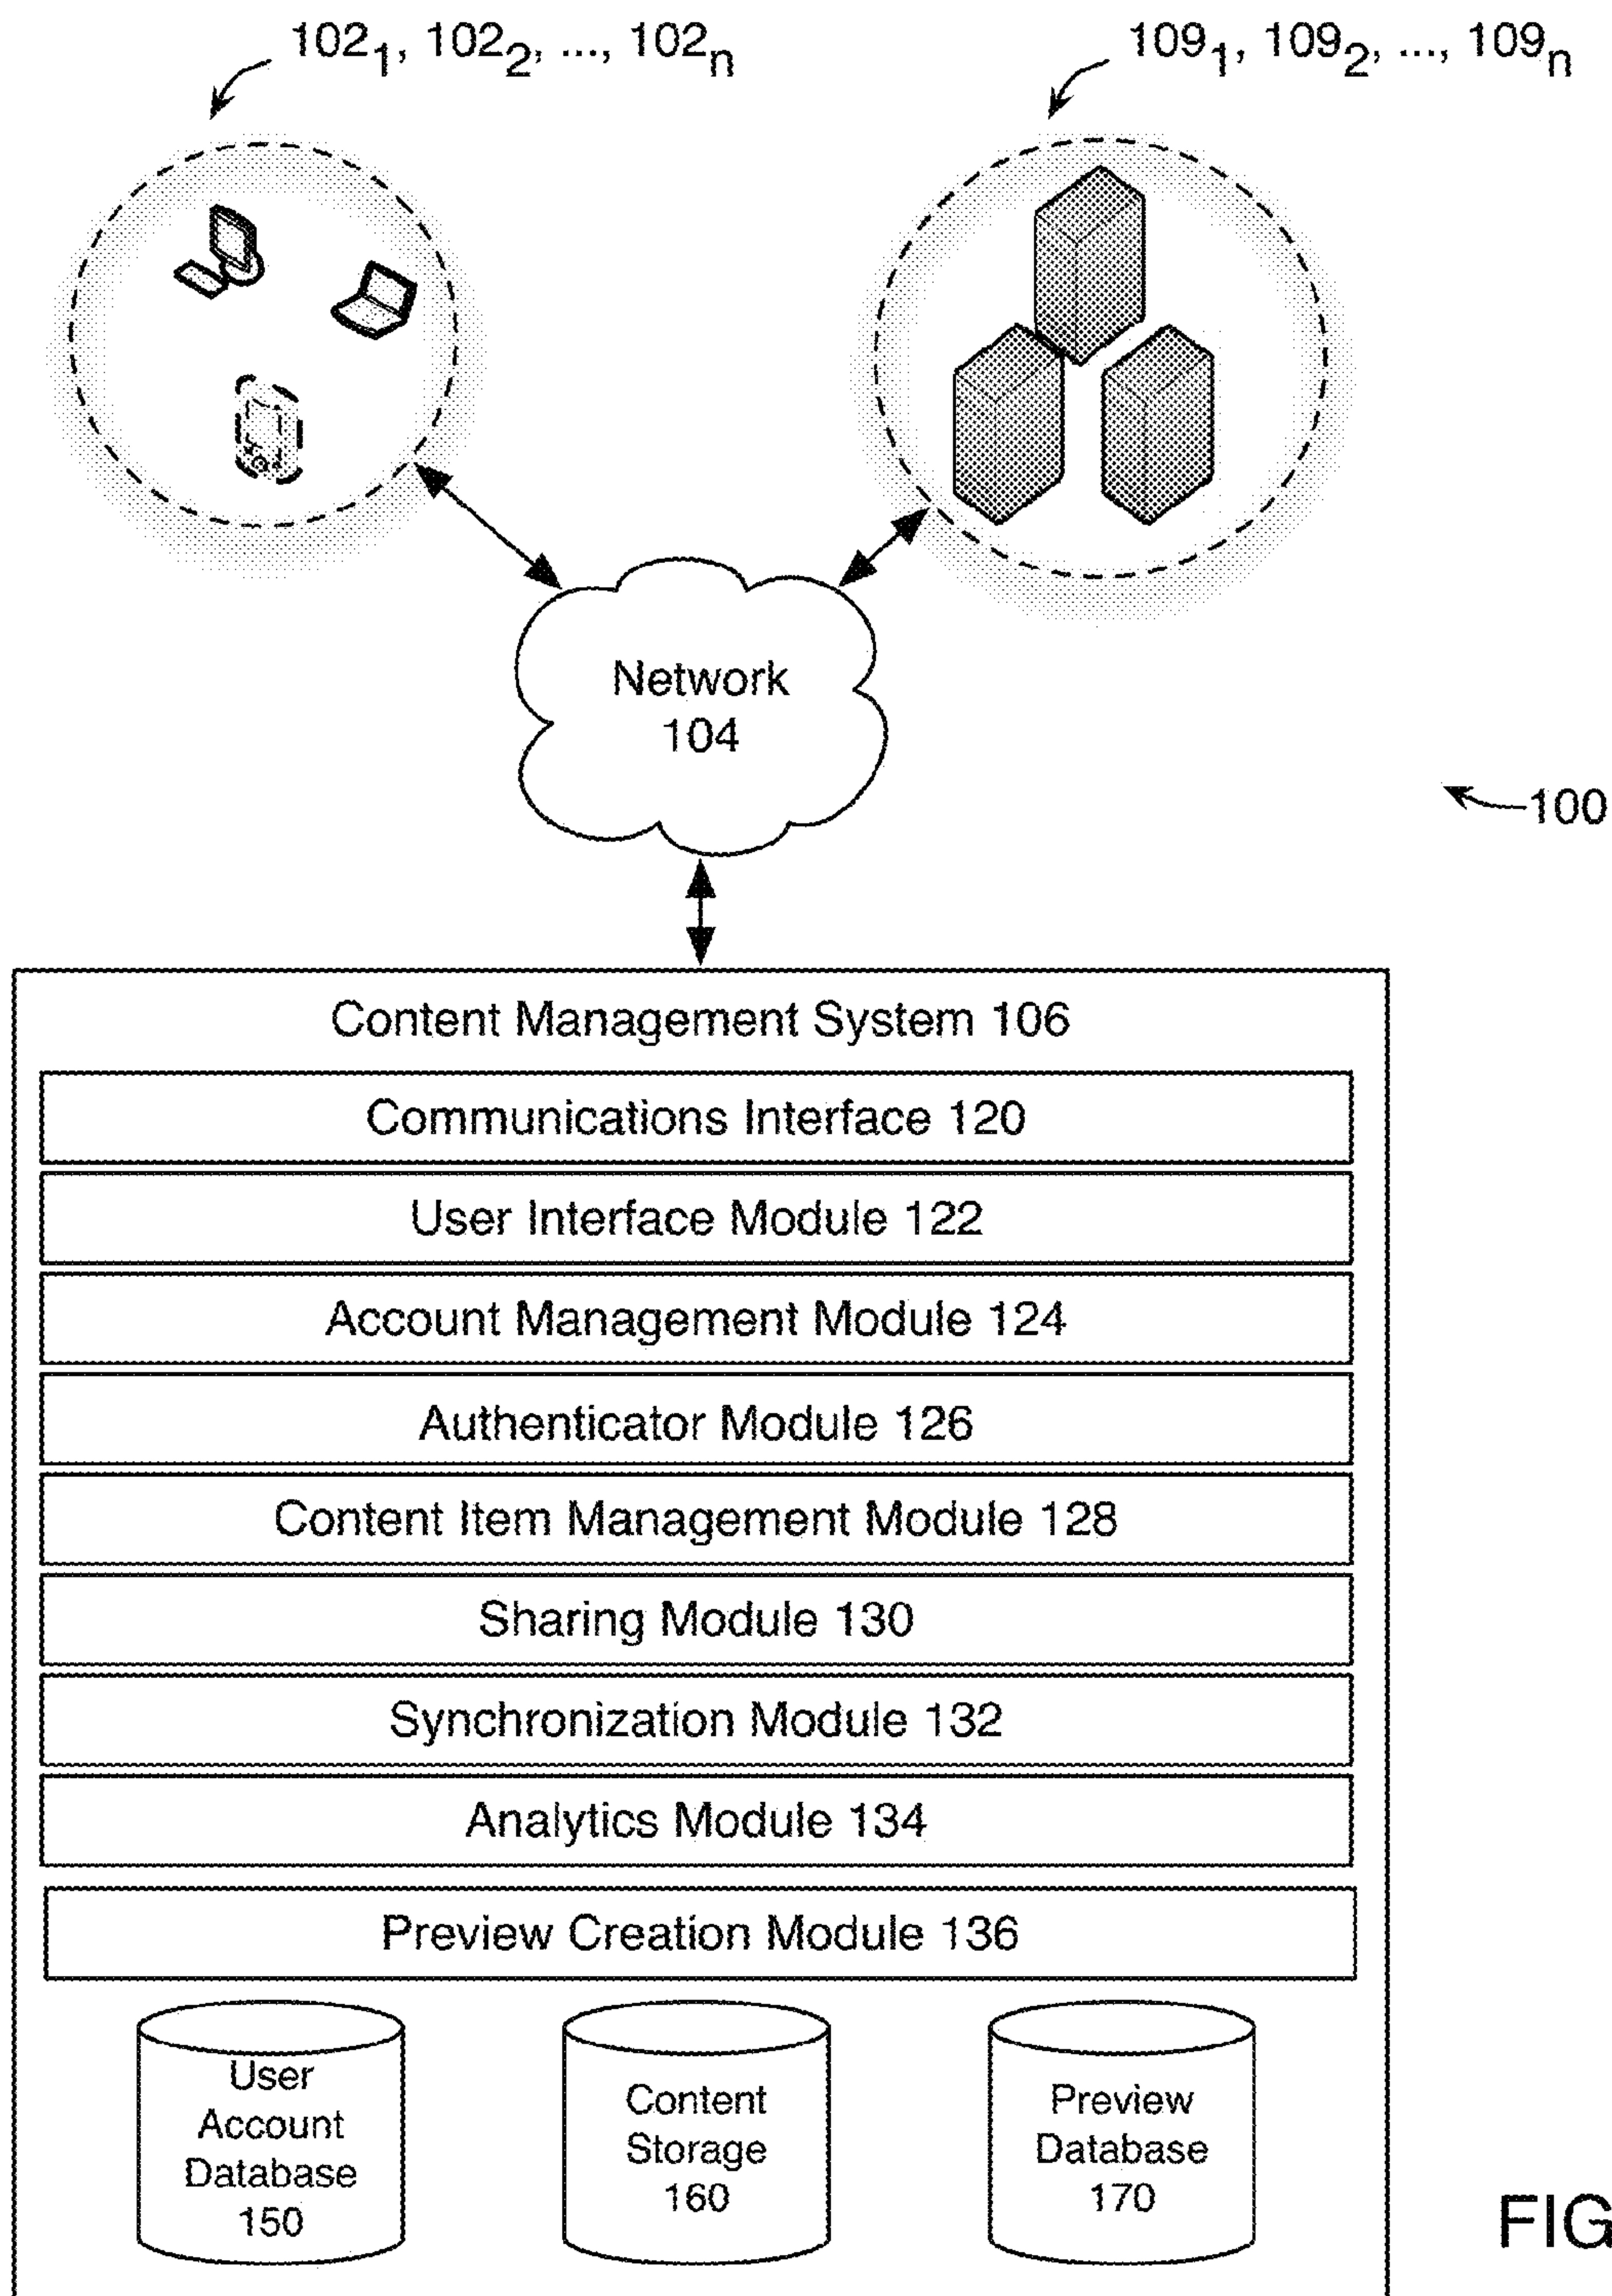 102₁, 102₂, ..., 102ₙ
109₁, 109₂, ..., 109ₙ
Network
104
100
Content Management System 106
Communications Interface 120
User Interface Module 122
Account Management Module 124
Authenticator Module 126
Content Item Management Module 128
Sharing Module 130
Synchronization Module 132
Analytics Module 134
Preview Creation Module 136
User
Account
Database
150
Content
Storage
160
Preview
Database
170
FIG